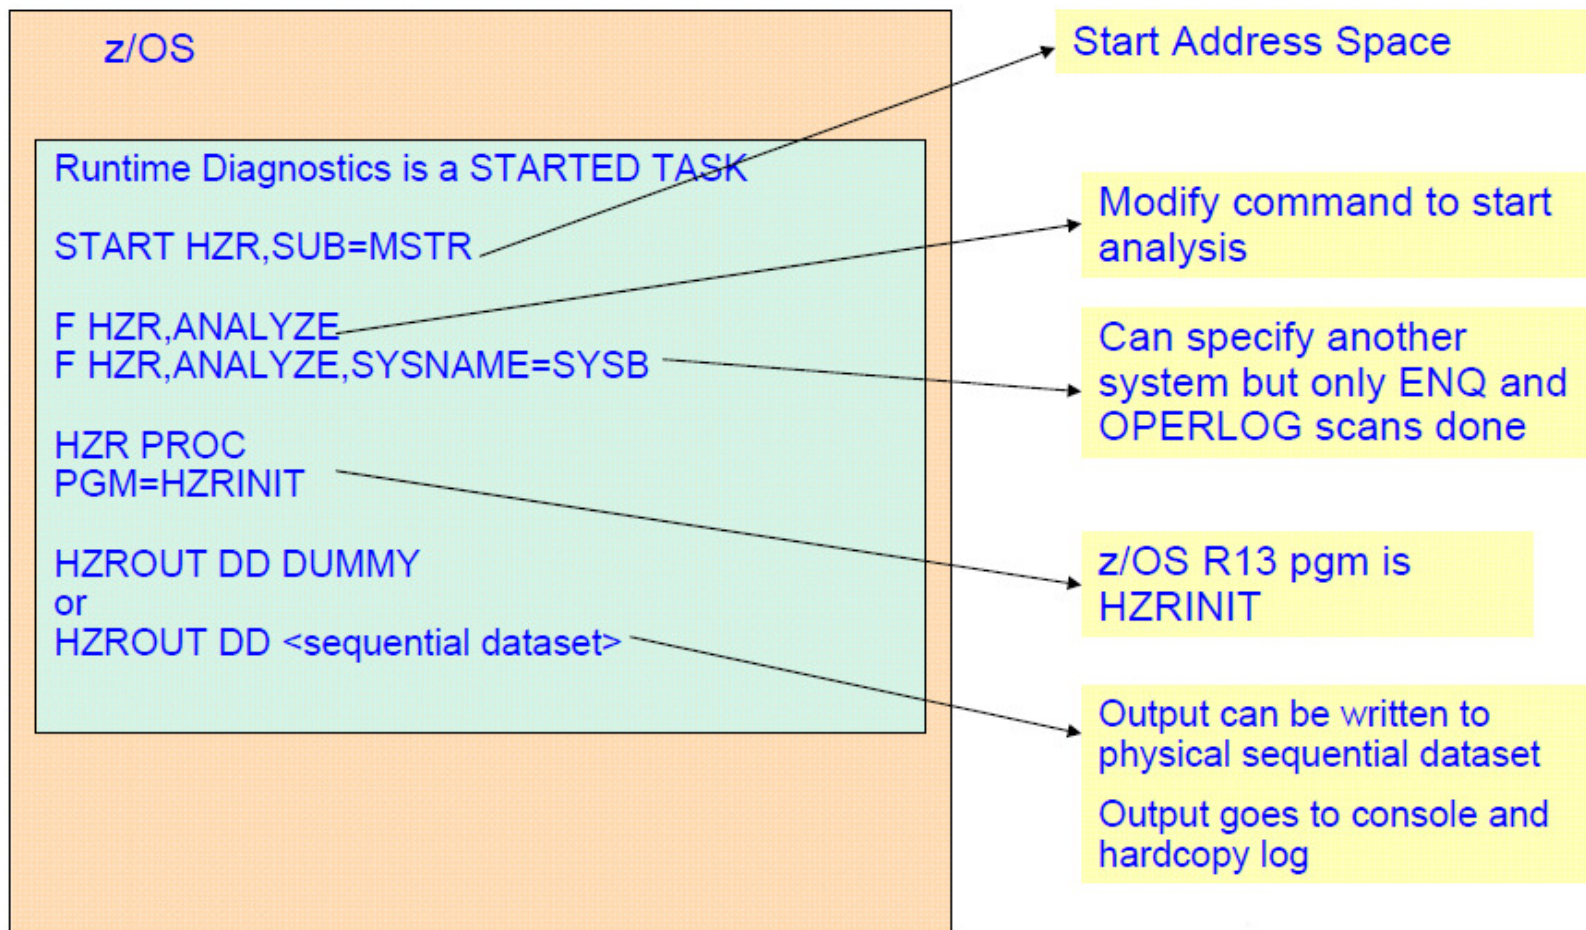 z/OS
Runtime Diagnostics is a STARTED TASK
START HZR,SUB=MSTR
F HZR,ANALYZE
F HZR,ANALYZE,SYSNAME=SYSB
HZR PROC
PGM=HZRINIT
HZROUT DD DUMMY
or
HZROUT DD <sequential dataset>
Start Address Space
Modify command to start
analysis
Can specify another
system but only ENQ and
OPERLOG scans done
z/OS R13 pgm is
HZRINIT
Output can be written to
physical sequential dataset
Output goes to console and
hardcopy log